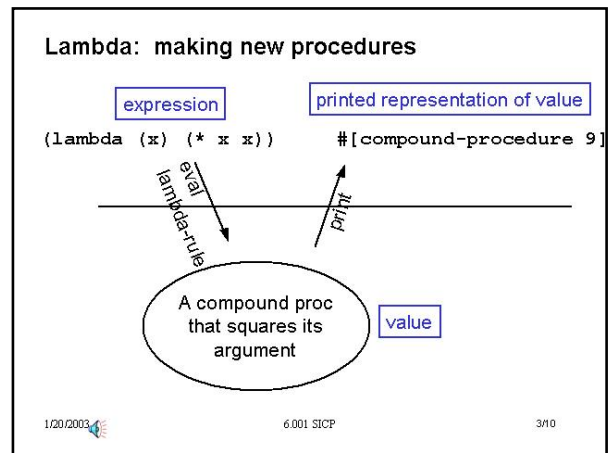 Lambda: making new procedures
expression
printed representation of value
(lambda (x) (* x x))
#[compound-procedure 9]
eval
lambda-rule
print
A compound proc
that squares its
argument
value
1/20/2003
6.001 SICP
3/10